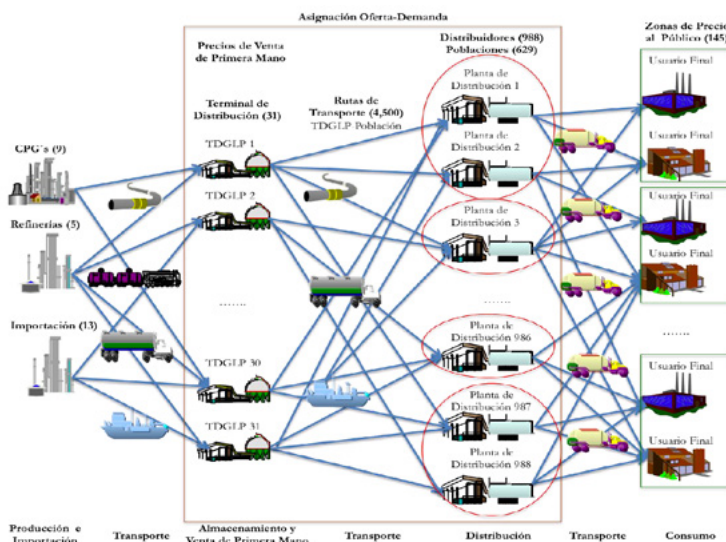 Asignación Oferta-Demanda
Precios de Venta
de Primera Mano
Distribuidores (988)
Poblaciones (629)
Zonas de Precio
al Público (145)
Terminal de
Distribución (31)
Rutas de
Transporte (4,500)
TDGLP-Población
CPG´s (9)
Refinerías (5)
Importación (13)
TDGLP 1
TDGLP 2
.......
TDGLP 30
TDGLP 31
Planta de
Distribución 1
Planta de
Distribución 2
Planta de
Distribución 3
.......
Planta de
Distribución 986
Planta de
Distribución 987
Planta de
Distribución 988
Usuario Final
Usuario Final
Usuario Final
Usuario Final
.......
Usuario Final
Usuario Final
Producción e
Importación
Transporte
Almacenamiento y
Venta de Primera Mano
Transporte
Distribución
Transporte
Consumo